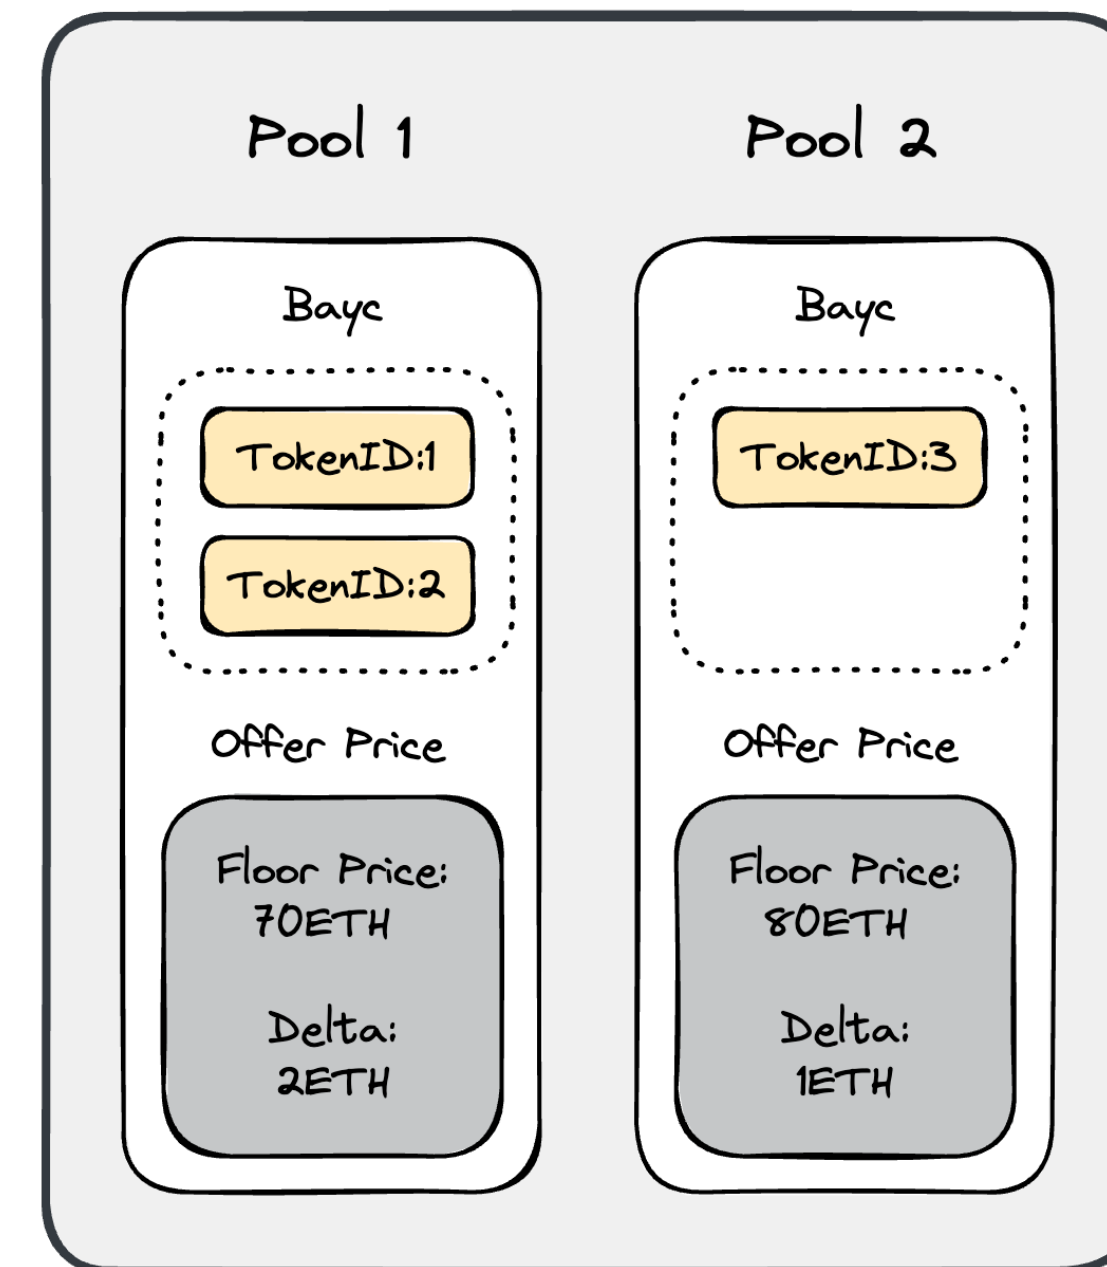 Pool 1
Bayc
TokenID:1
TokenID:2
Offer Price
Floor Price:
70ETH
Delta:
2ETH
Pool 2
Bayc
TokenID:3
Offer Price
Floor Price:
80ETH
Delta:
1ETH